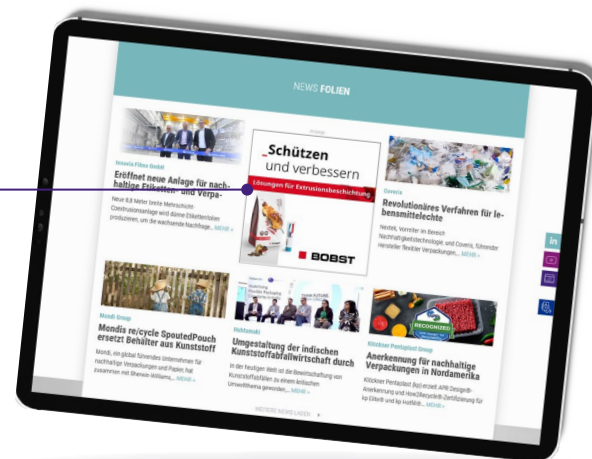 NEWS FOLIEN
ANZEIGE
Innovia Films GmbH
Eröffnet neue Anlage für nach-
haltige Etiketten- und Verpa-
Neue 8,8 Meter breite Mehrschicht-
Coextrusionsanlage wird dünne Etikettenfolien
produzieren, um die wachsende Nachfrage... MEHR »
_Schützen
und verbessern
Lösungen für Extrusionsbeschichtung
BOBST
Coveris
Revolutionäres Verfahren für le-
bensmittelechte
Nextek, Vorreiter im Bereich
Nachhaltigkeitstechnologie, und Coveris, führender
Hersteller flexibler Verpackungen,... MEHR »
Mondi Group
Mondis re/cycle SpoutedPouch
ersetzt Behälter aus Kunststoff
Mondi, ein global führendes Unternehmen für
nachhaltige Verpackungen und Papier, hat
zusammen mit Sherwin-Williams,... MEHR »
Huhtamaki
Umgestaltung der indischen
Kunststoffabfallwirtschaft durch
In der heutigen Welt ist die Bewirtschaftung von
Kunststoffabfällen zu einem kritischen
Umweltthema geworden,... MEHR »
RECOGNIZED
Klöckner Pentaplast Group
Anerkennung für nachhaltige
Verpackungen in Nordamerika
Klöckner Pentaplast (kp) erzielt APR Design®-
Anerkennung und How2Recycle®-Zertifizierung für
kp Elite® und kp HutBildt®... MEHR »
WEITERE NEWS LADEN
in